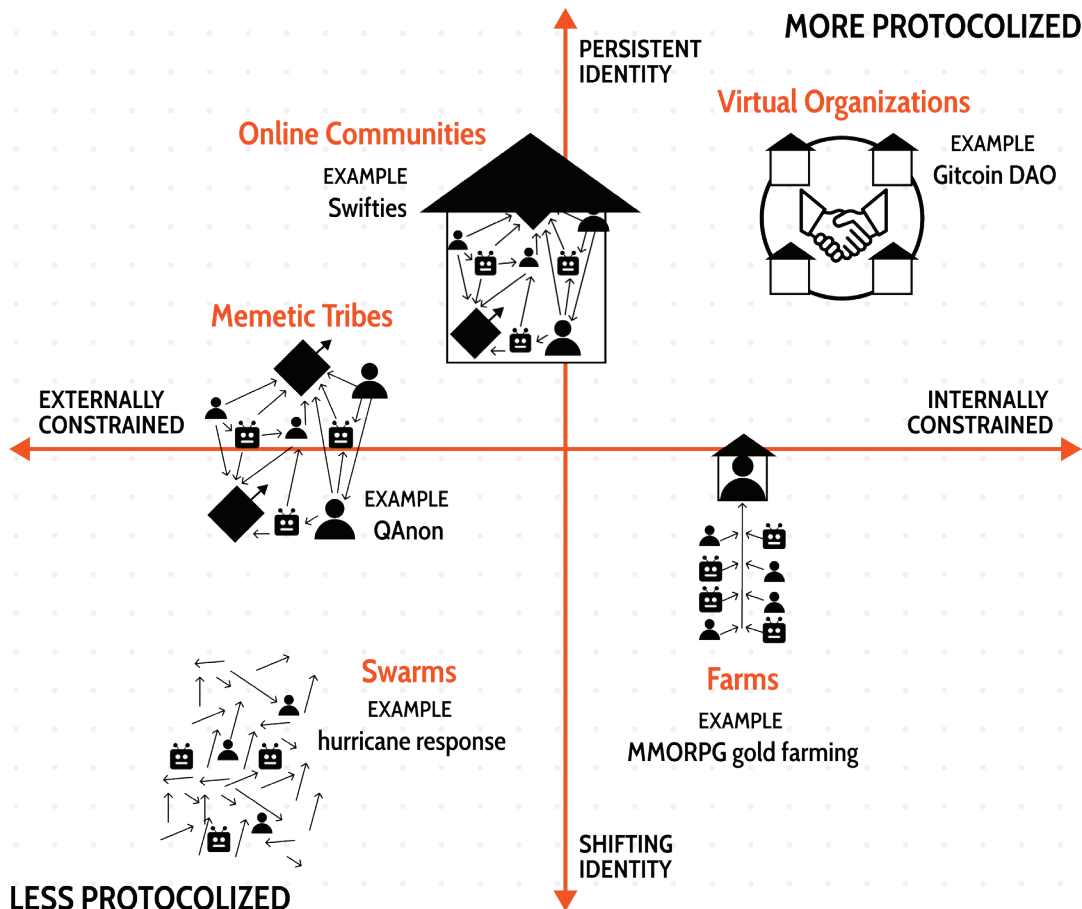 MORE PROTOCOLIZED
PERSISTENT
IDENTITY
Virtual Organizations
EXAMPLE
Gitcoin DAO
Online Communities
EXAMPLE
Swifties
Memetic Tribes
EXAMPLE
QAnon
EXTERNALLY
CONSTRAINED
INTERNALLY
CONSTRAINED
Swarms
EXAMPLE
hurricane response
Farms
EXAMPLE
MMORPG gold farming
SHIFTING
IDENTITY
LESS PROTOCOLIZED